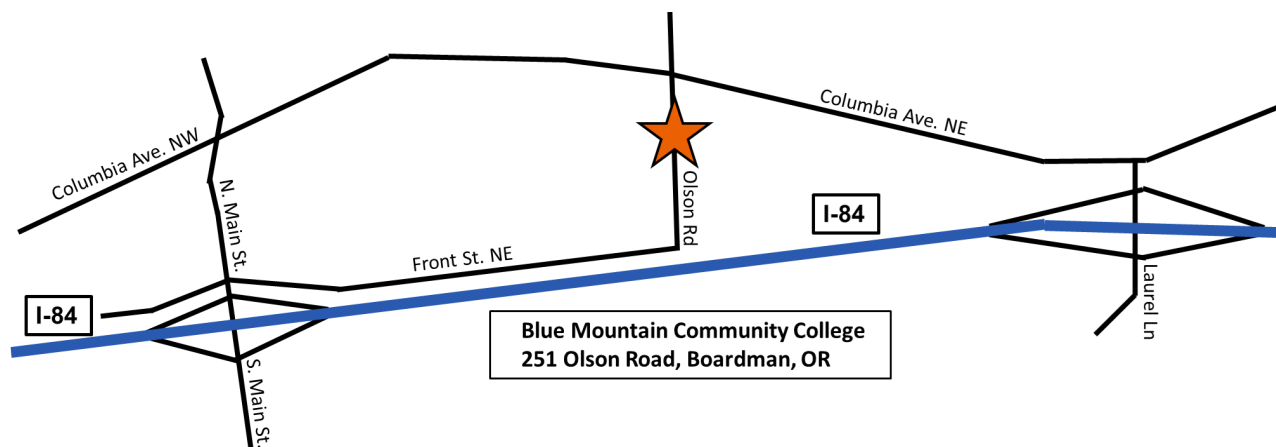 Columbia Ave. NW
N. Main St.
Columbia Ave. NE
Olson Rd
I-84
Front St. NE
I-84
Laurel Ln
S. Main St.
Blue Mountain Community College
251 Olson Road, Boardman, OR